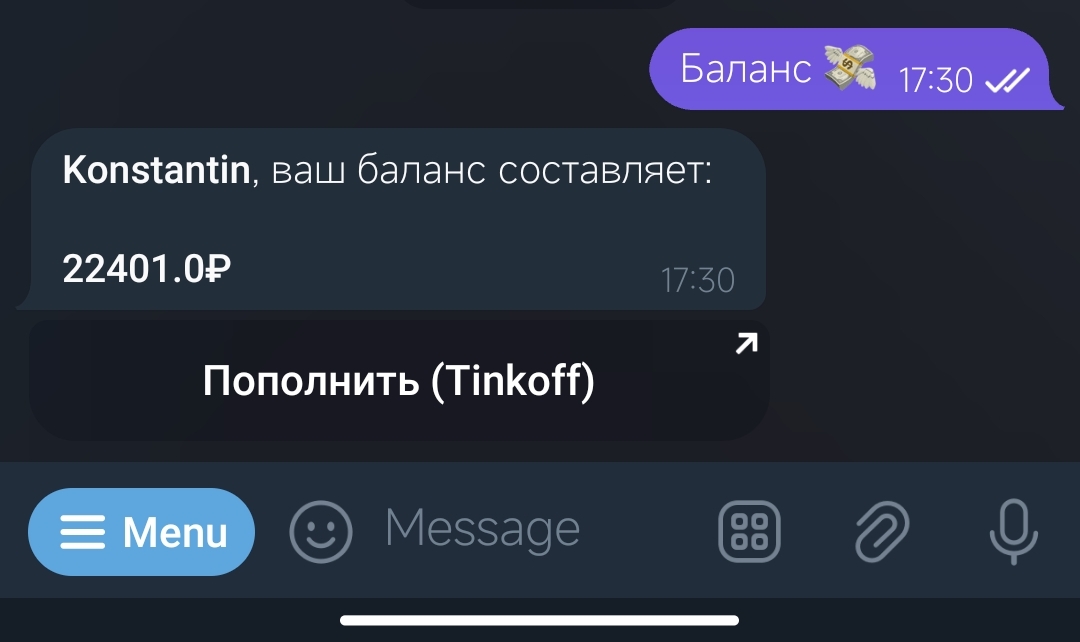 Баланс 💸 17:30
Konstantin, ваш баланс составляет:
22401.0₽
17:30
Пополнить (Tinkoff)
Menu
Message